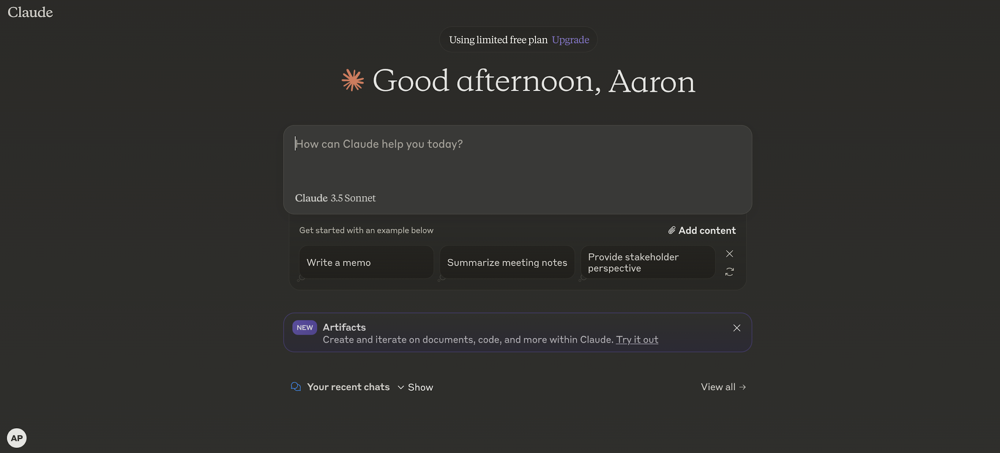 Claude
Using limited free plan Upgrade
Good afternoon, Aaron
How can Claude help you today?
Claude 3.5 Sonnet
Get started with an example below
Add content
Write a memo
Summarize meeting notes
Provide stakeholder
perspective
NEW Artifacts
Create and iterate on documents, code, and more within Claude. Try it out
Your recent chats Show
View all →
AP